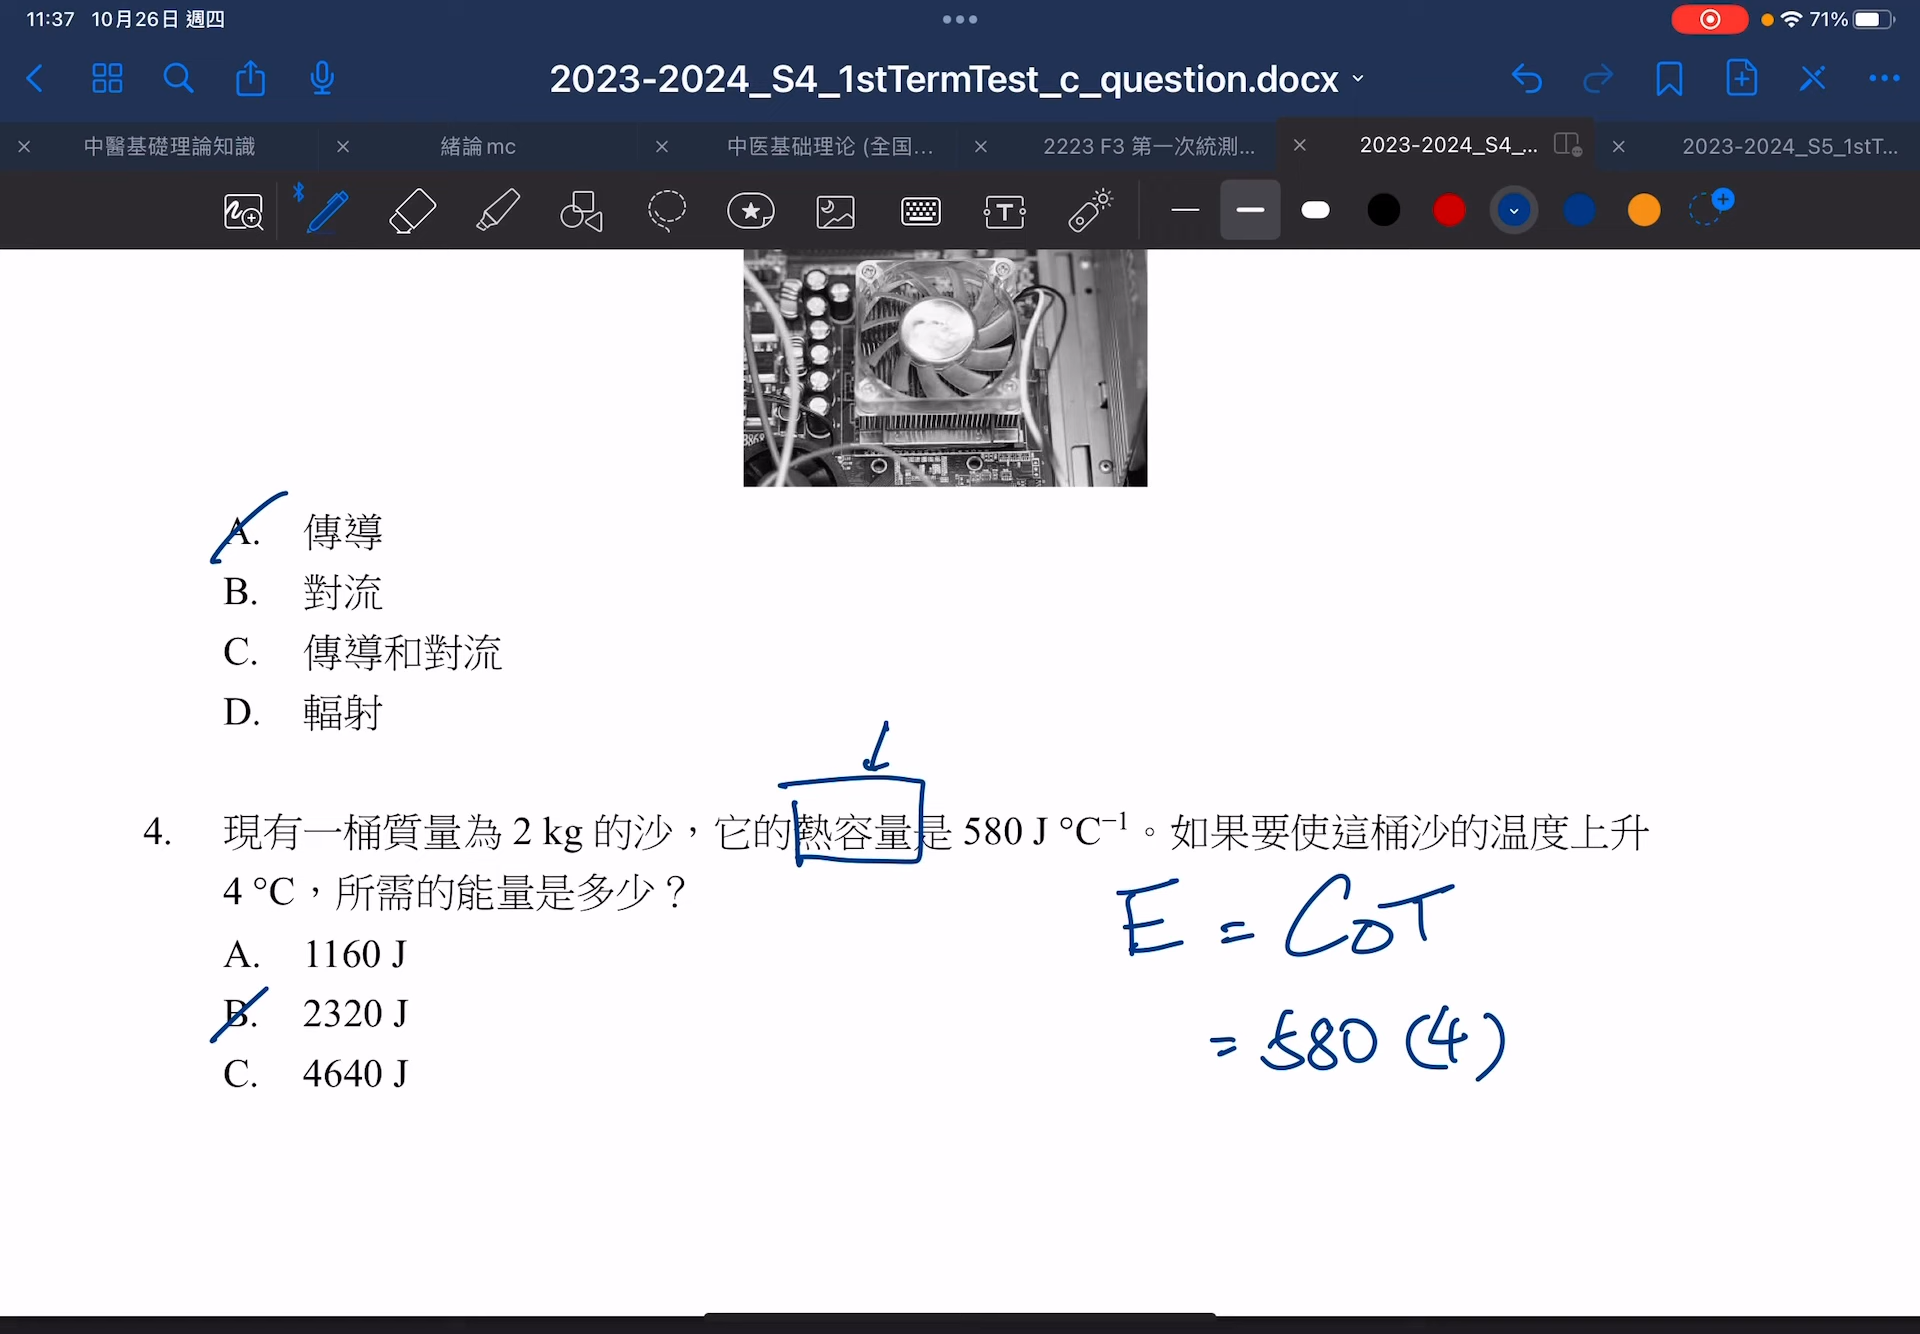 11:37 10月26日 週四
71%
2023-2024_S4_1stTermTest_c_question.docx
中醫基礎理論知識
緒論mc
中医基础理论 (全国...
2223 F3 第一次統測...
2023-2024_S4_...
2023-2024_S5_1stT...
A. 傳導
B. 對流
C. 傳導和對流
D. 輻射
4. 現有一桶質量為 2 kg 的沙，它的熱容量是 580 J °C⁻¹。如果要使這桶沙的温度上升
4 °C，所需的能量是多少？
E = CΔT
A. 1160 J
B. 2320 J
= 580 (4)
C. 4640 J